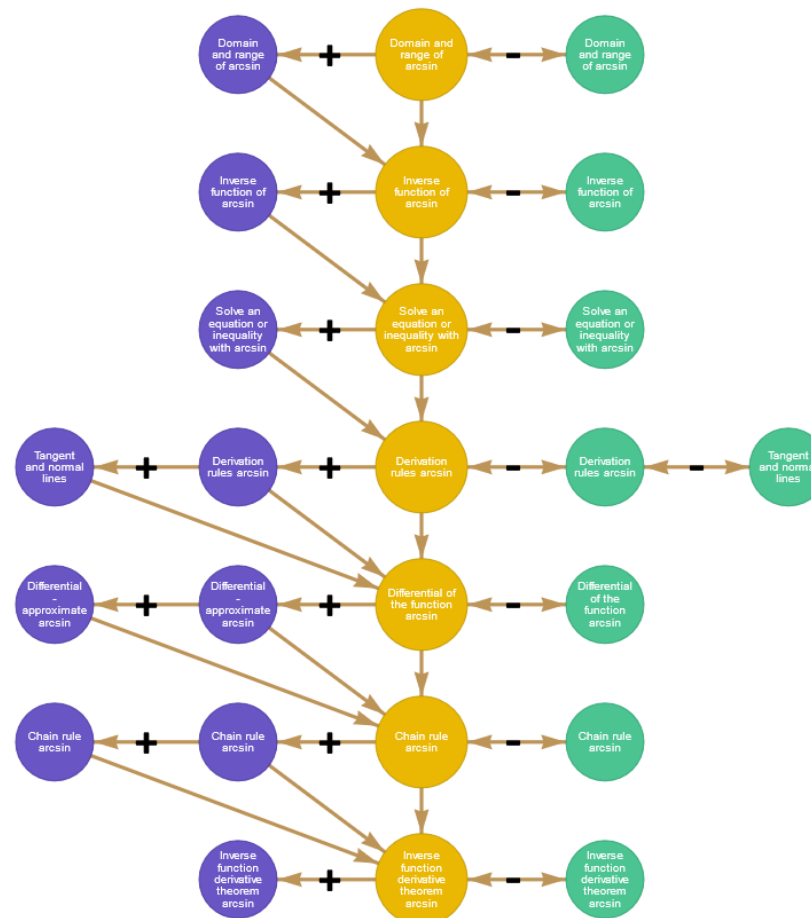 Domain
and range
of arcsin
+
Domain and
range of
arcsin
-
Domain
and range
of arcsin
Inverse
function of
arcsin
+
Inverse
function of
arcsin
-
Inverse
function of
arcsin
Solve an
equation or
inequality
with arcsin
+
Solve an
equation or
inequality with
arcsin
-
Solve an
equation or
inequality
with arcsin
Tangent
and normal
lines
+
Derivation
rules arcsin
+
Derivation
rules arcsin
-
Derivation
rules arcsin
-
Tangent
and normal
lines
Differential
-
approximate
arcsin
+
Differential
-
approximate
arcsin
+
Differential of
the function
arcsin
-
Differential
of the
function
arcsin
Chain rule
arcsin
+
Chain rule
arcsin
+
Chain rule
arcsin
-
Chain rule
arcsin
Inverse
function
derivative
theorem
arcsin
+
Inverse
function
derivative
theorem
arcsin
-
Inverse
function
derivative
theorem
arcsin